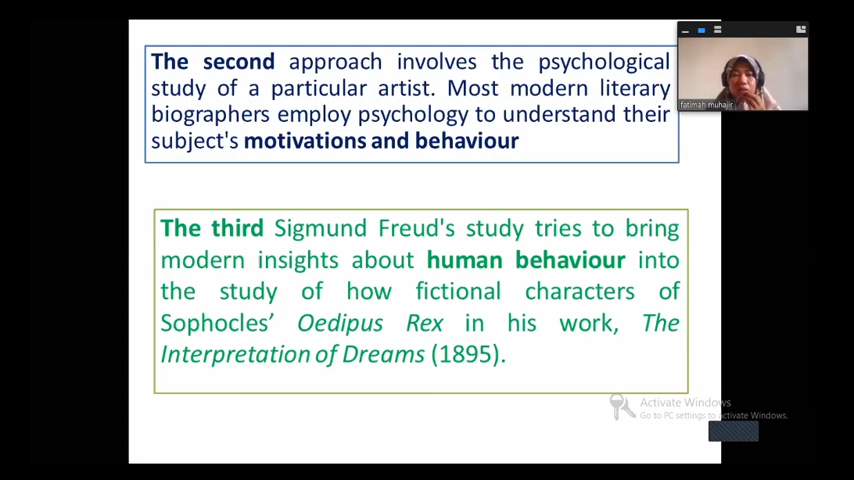 The second approach involves the psychological
study of a particular artist. Most modern literary
biographers employ psychology to understand their
subject's motivations and behaviour
fatimah muhajir
The third Sigmund Freud's study tries to bring
modern insights about human behaviour into
the study of how fictional characters of
Sophocles’ Oedipus Rex in his work, The
Interpretation of Dreams (1895).
Activate Windows
Go to PC settings to activate Windows.